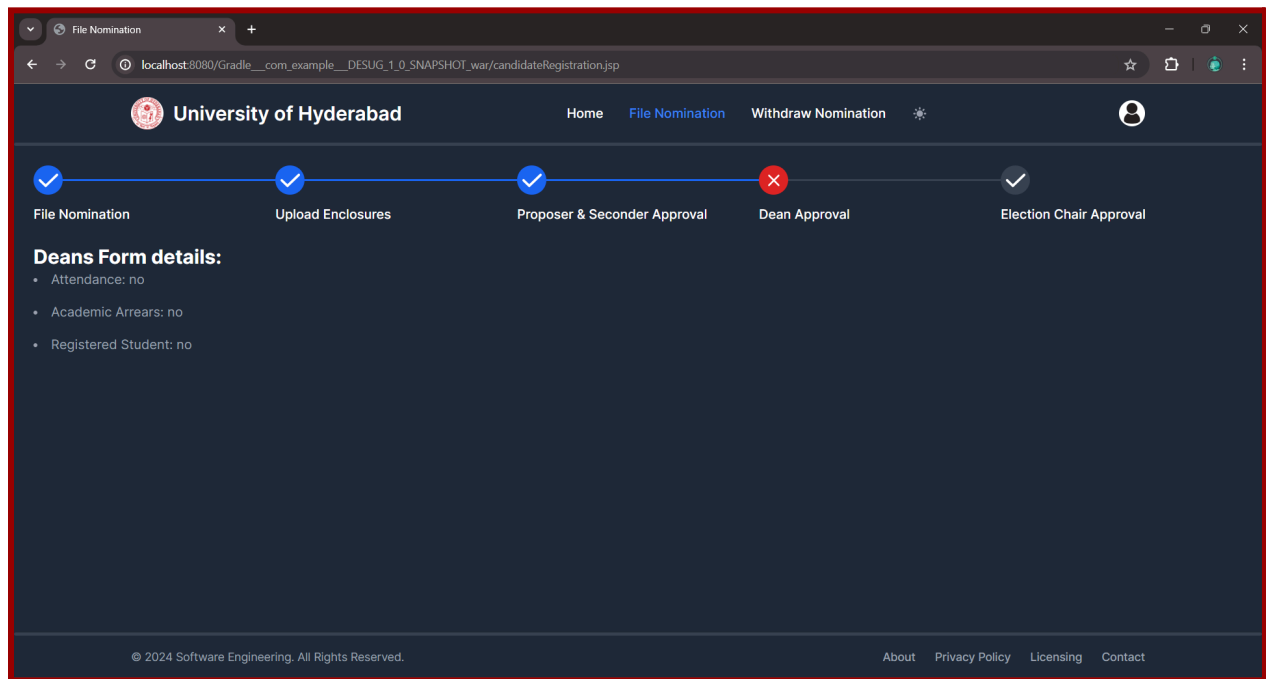 File Nomination
localhost:8080/Gradle___com_example___DESUG_1_0_SNAPSHOT_war/candidateRegistration.jsp
University of Hyderabad Home File Nomination Withdraw Nomination
File Nomination Upload Enclosures Proposer & Seconder Approval Dean Approval Election Chair Approval
Deans Form details:
• Attendance: no
• Academic Arrears: no
• Registered Student: no
© 2024 Software Engineering. All Rights Reserved. About Privacy Policy Licensing Contact